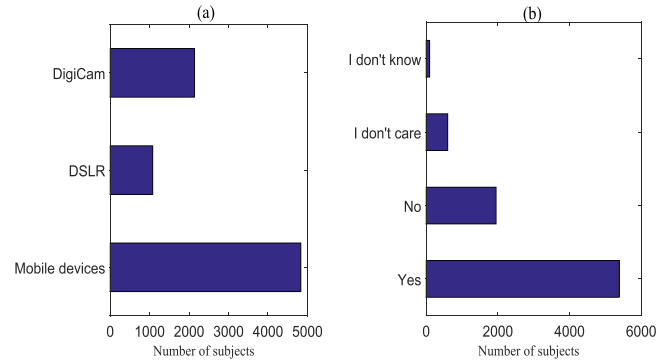 (a)
DigiCam
DSLR
Mobile devices
0 1000 2000 3000 4000 5000
Number of subjects
(b)
I don't know
I don't care
No
Yes
0 2000 4000 6000
Number of subjects